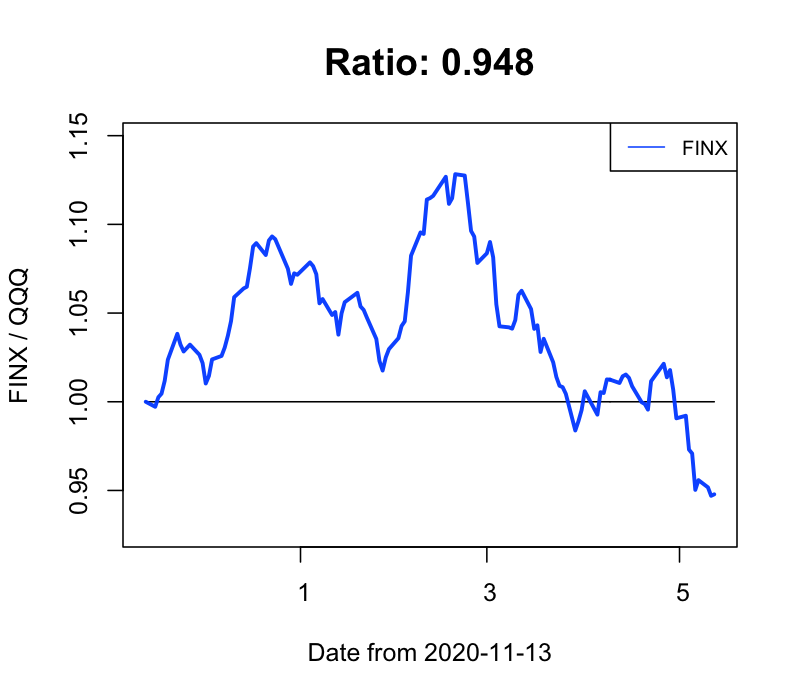 Ratio: 0.948
FINX
FINX / QQQ
1.15
1.10
1.05
1.00
0.95
1
3
5
Date from 2020-11-13